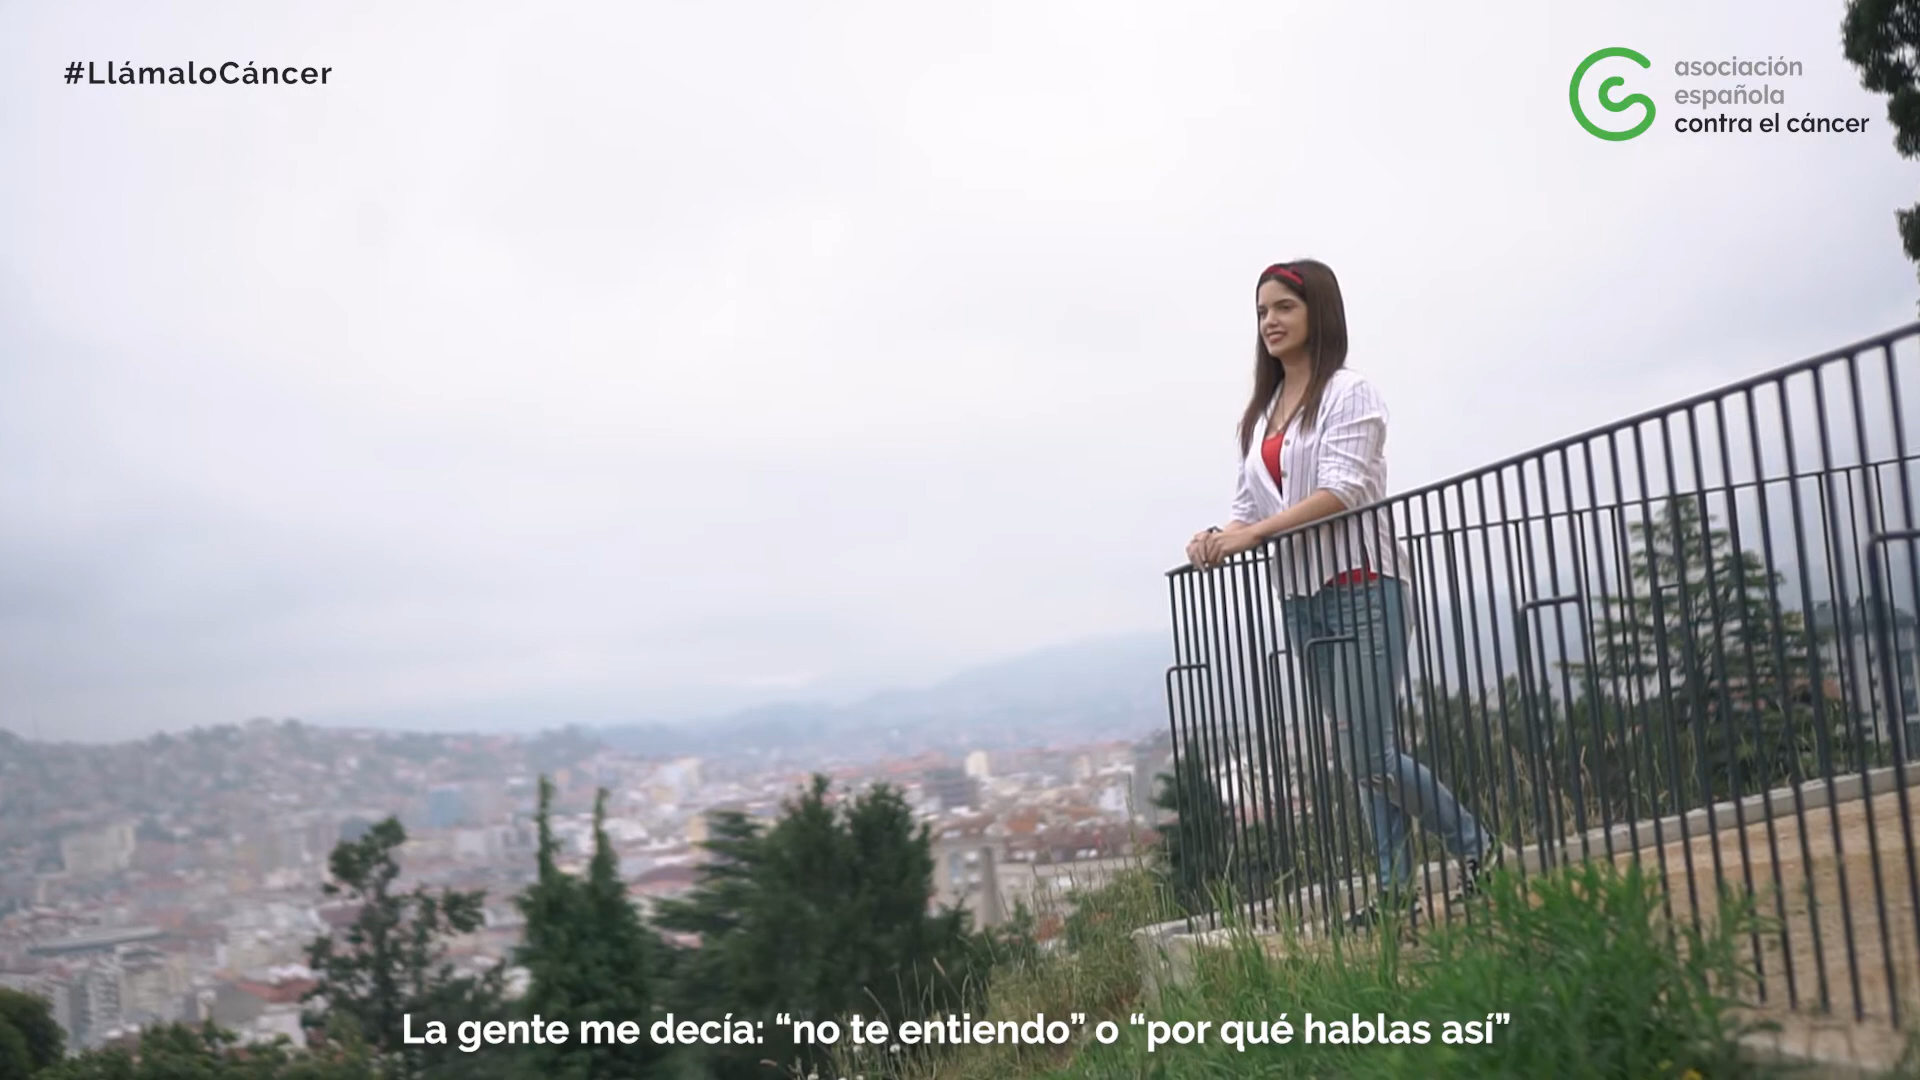 #LlámaloCáncer
asociación
española
contra el cáncer
La gente me decía: “no te entiendo” o “por qué hablas así”